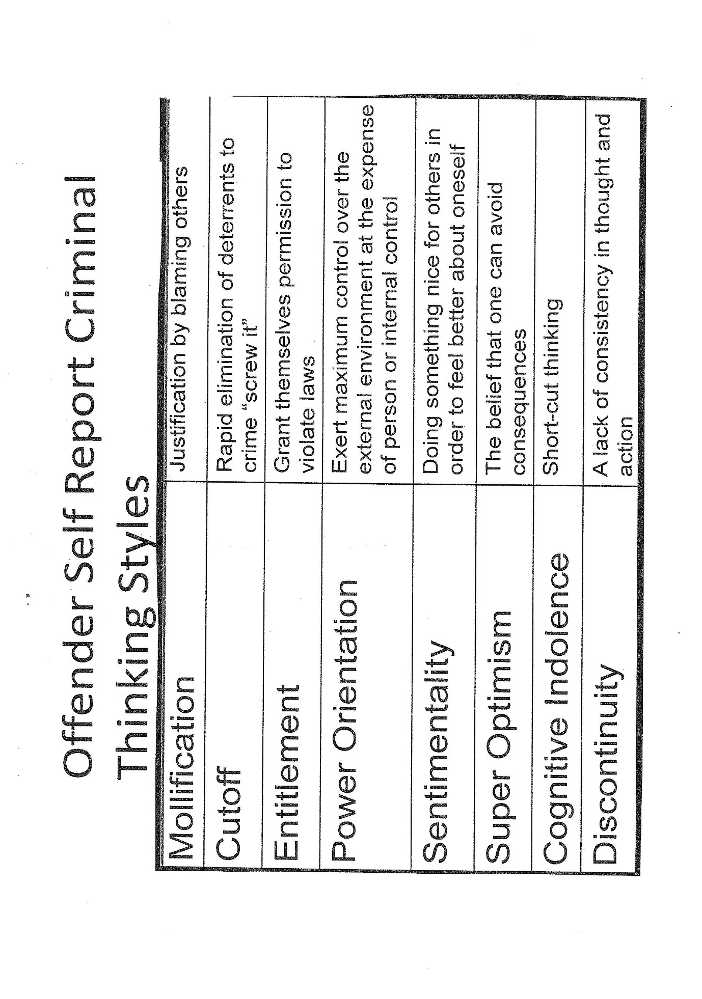 Offender Self Report Criminal
Thinking Styles
Mollification
Justification by blaming others
Cutoff
Rapid elimination of deterrents to
crime “screw it”
Entitlement
Grant themselves permission to
violate laws
Power Orientation
Exert maximum control over the
external environment at the expense
of person or internal control
Sentimentality
Doing something nice for others in
order to feel better about oneself
Super Optimism
The belief that one can avoid
consequences
Cognitive Indolence
Short-cut thinking
Discontinuity
A lack of consistency in thought and
action